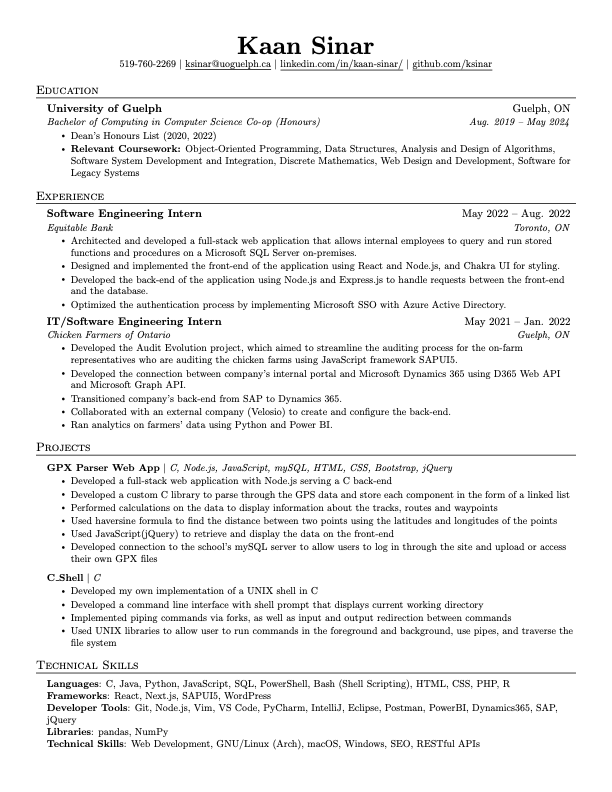 Kaan Sinar
519-760-2269 | ksinar@uoguelph.ca | linkedin.com/in/kaan-sinar/ | github.com/ksinar
Education
University of Guelph Guelph, ON
Bachelor of Computing in Computer Science Co-op (Honours) Aug. 2019 – May 2024
• Dean's Honours List (2020, 2022)
• Relevant Coursework: Object-Oriented Programming, Data Structures, Analysis and Design of Algorithms,
Software System Development and Integration, Discrete Mathematics, Web Design and Development, Software for
Legacy Systems
Experience
Software Engineering Intern May 2022 – Aug. 2022
Equitable Bank Toronto, ON
• Architected and developed a full-stack web application that allows internal employees to query and run stored
functions and procedures on a Microsoft SQL Server on-premises.
• Designed and implemented the front-end of the application using React and Node.js, and Chakra UI for styling.
• Developed the back-end of the application using Node.js and Express.js to handle requests between the front-end
and the database.
• Optimized the authentication process by implementing Microsoft SSO with Azure Active Directory.
IT/Software Engineering Intern May 2021 – Jan. 2022
Chicken Farmers of Ontario Guelph, ON
• Developed the Audit Evolution project, which aimed to streamline the auditing process for the on-farm
representatives who are auditing the chicken farms using JavaScript framework SAPUI5.
• Developed the connection between company's internal portal and Microsoft Dynamics 365 using D365 Web API
and Microsoft Graph API.
• Transitioned company's back-end from SAP to Dynamics 365.
• Collaborated with an external company (Velosio) to create and configure the back-end.
• Ran analytics on farmers' data using Python and Power BI.
Projects
GPX Parser Web App | C, Node.js, JavaScript, mySQL, HTML, CSS, Bootstrap, jQuery
• Developed a full-stack web application with Node.js serving a C back-end
• Developed a custom C library to parse through the GPS data and store each component in the form of a linked list
• Performed calculations on the data to display information about the tracks, routes and waypoints
• Used haversine formula to find the distance between two points using the latitudes and longitudes of the points
• Used JavaScript(jQuery) to retrieve and display the data on the front-end
• Developed connection to the school's mySQL server to allow users to log in through the site and upload or access
their own GPX files
C_Shell | C
• Developed my own implementation of a UNIX shell in C
• Developed a command line interface with shell prompt that displays current working directory
• Implemented piping commands via forks, as well as input and output redirection between commands
• Used UNIX libraries to allow user to run commands in the foreground and background, use pipes, and traverse the
file system
Technical Skills
Languages: C, Java, Python, JavaScript, SQL, PowerShell, Bash (Shell Scripting), HTML, CSS, PHP, R
Frameworks: React, Next.js, SAPUI5, WordPress
Developer Tools: Git, Node.js, Vim, VS Code, PyCharm, IntelliJ, Eclipse, Postman, PowerBI, Dynamics365, SAP,
jQuery
Libraries: pandas, NumPy
Technical Skills: Web Development, GNU/Linux (Arch), macOS, Windows, SEO, RESTful APIs